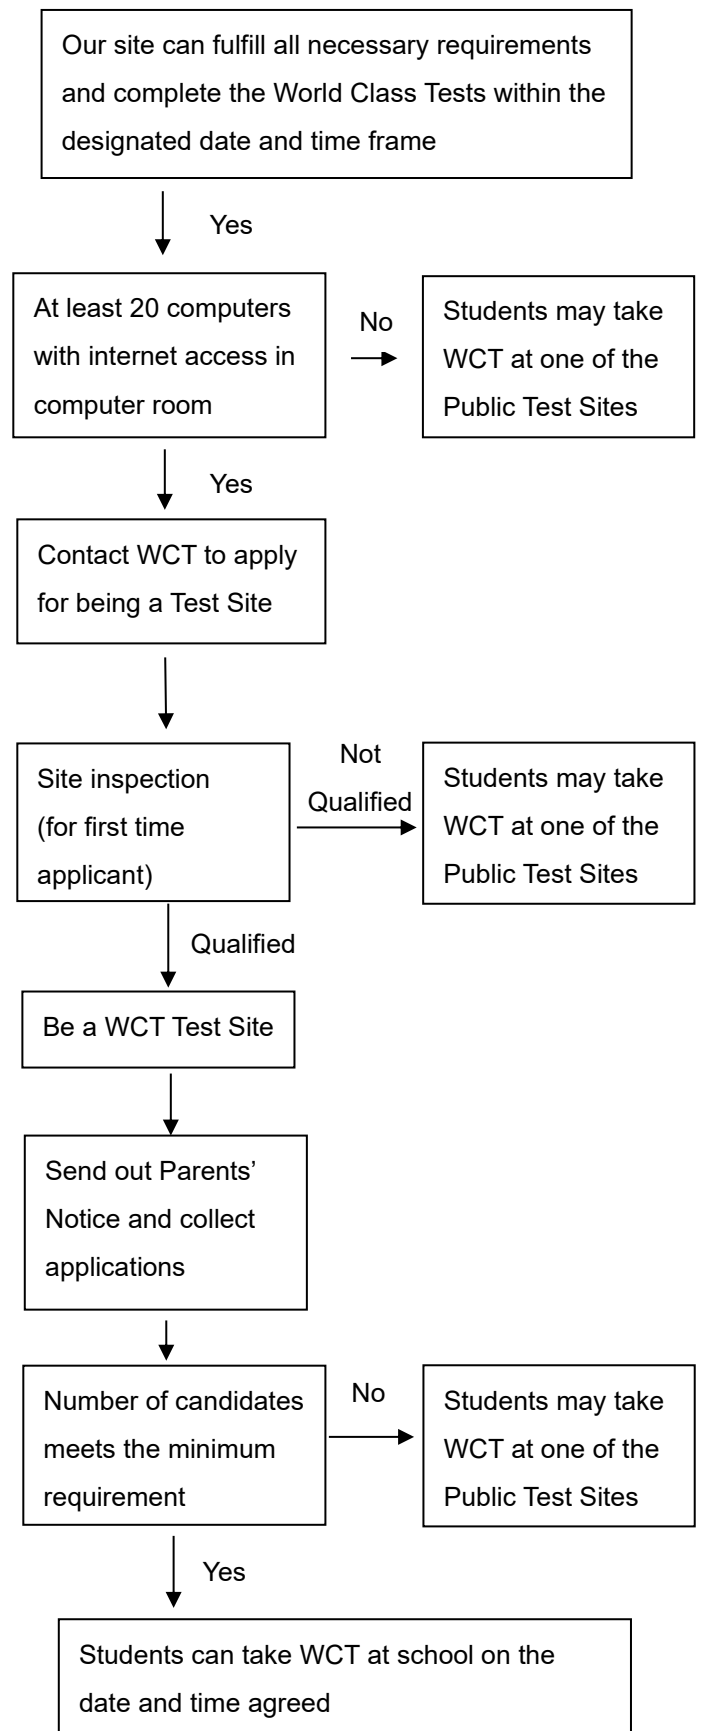 Our site can fulfill all necessary requirements
and complete the World Class Tests within the
designated date and time frame
Yes
At least 20 computers
with internet access in
computer room
No
Students may take
WCT at one of the
Public Test Sites
Yes
Contact WCT to apply
for being a Test Site
Site inspection
(for first time
applicant)
Not
Qualified
Students may take
WCT at one of the
Public Test Sites
Qualified
Be a WCT Test Site
Send out Parents’
Notice and collect
applications
Number of candidates
meets the minimum
requirement
No
Students may take
WCT at one of the
Public Test Sites
Yes
Students can take WCT at school on the
date and time agreed